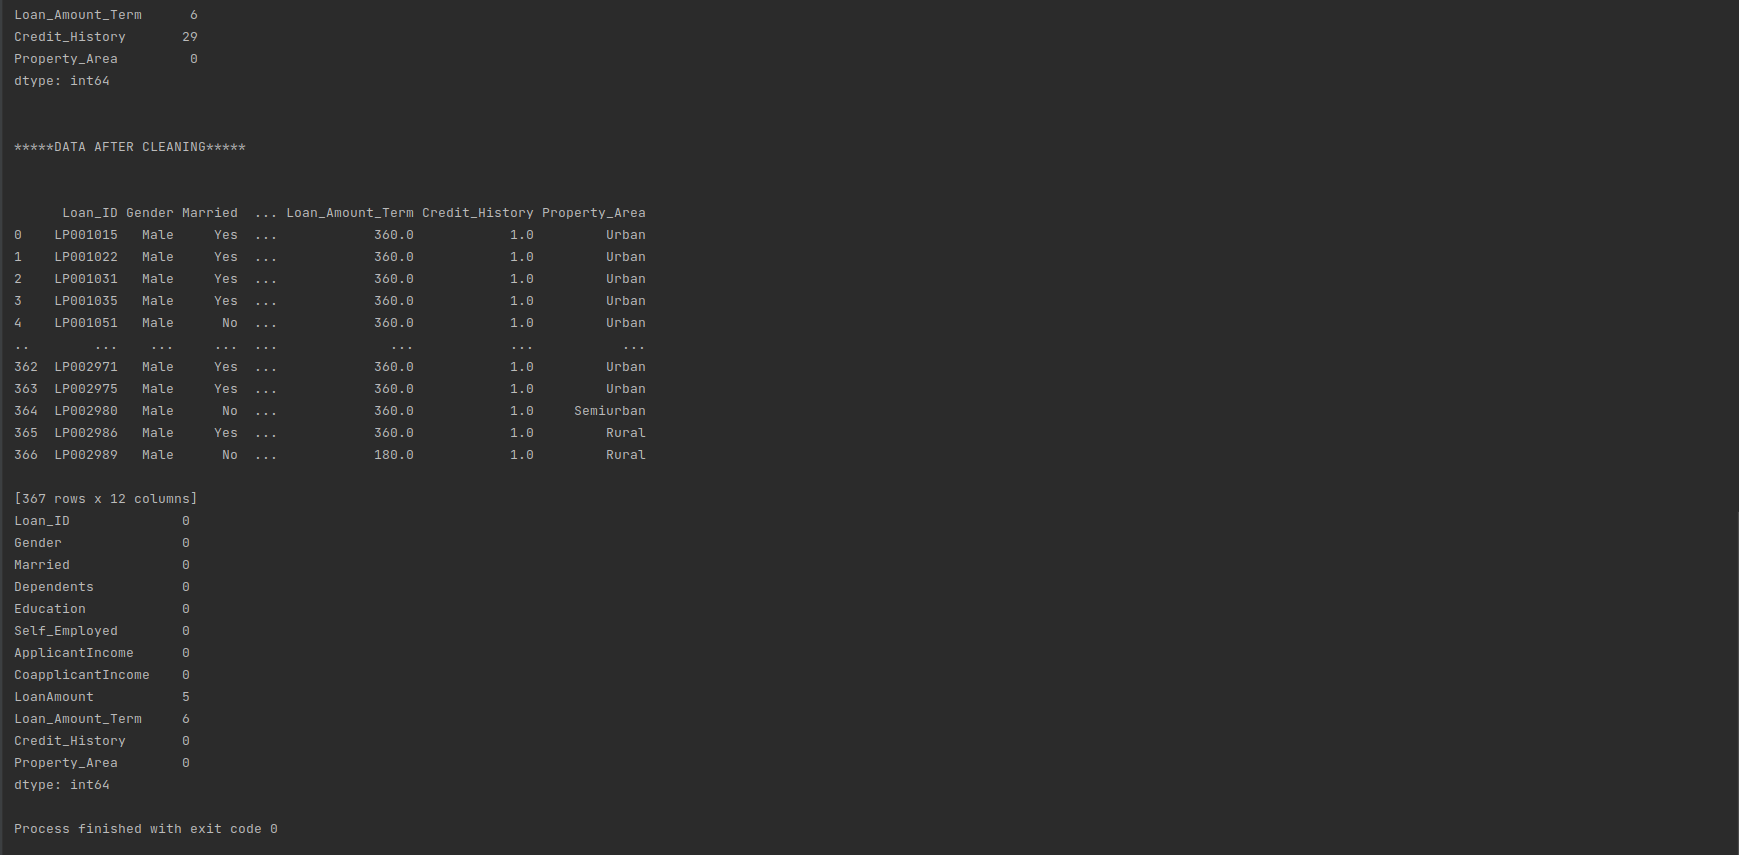 Loan_Amount_Term      6
Credit_History       29
Property_Area         0
dtype: int64
*****DATA AFTER CLEANING*****
      Loan_ID Gender Married  ... Loan_Amount_Term Credit_History Property_Area
0    LP001015   Male     Yes  ...            360.0            1.0         Urban
1    LP001022   Male     Yes  ...            360.0            1.0         Urban
2    LP001031   Male     Yes  ...            360.0            1.0         Urban
3    LP001035   Male     Yes  ...            360.0            1.0         Urban
4    LP001051   Male      No  ...            360.0            1.0         Urban
..        ...    ...     ...  ...              ...            ...           ...
362  LP002971   Male     Yes  ...            360.0            1.0         Urban
363  LP002975   Male     Yes  ...            360.0            1.0         Urban
364  LP002980   Male      No  ...            360.0            1.0     Semiurban
365  LP002986   Male     Yes  ...            360.0            1.0         Rural
366  LP002989   Male      No  ...            180.0            1.0         Rural
[367 rows x 12 columns]
Loan_ID              0
Gender               0
Married              0
Dependents           0
Education            0
Self_Employed        0
ApplicantIncome      0
CoapplicantIncome    0
LoanAmount           5
Loan_Amount_Term     6
Credit_History       0
Property_Area        0
dtype: int64
Process finished with exit code 0